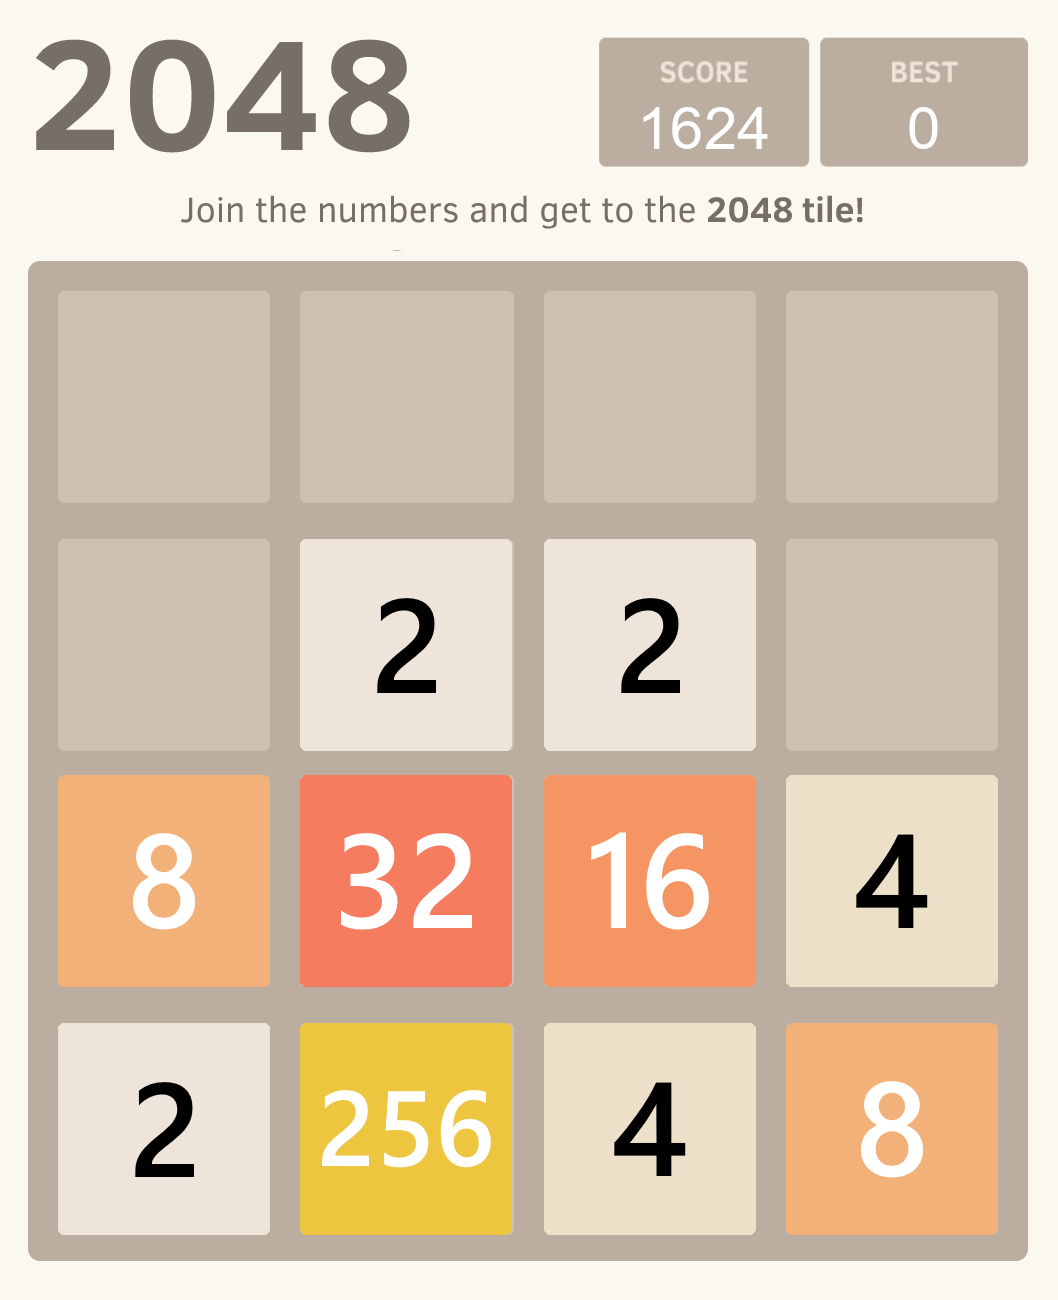 2048
SCORE BEST
1624 0
Join the numbers and get to the 2048 tile!
2 2
8 32 16 4
2 256 4 8